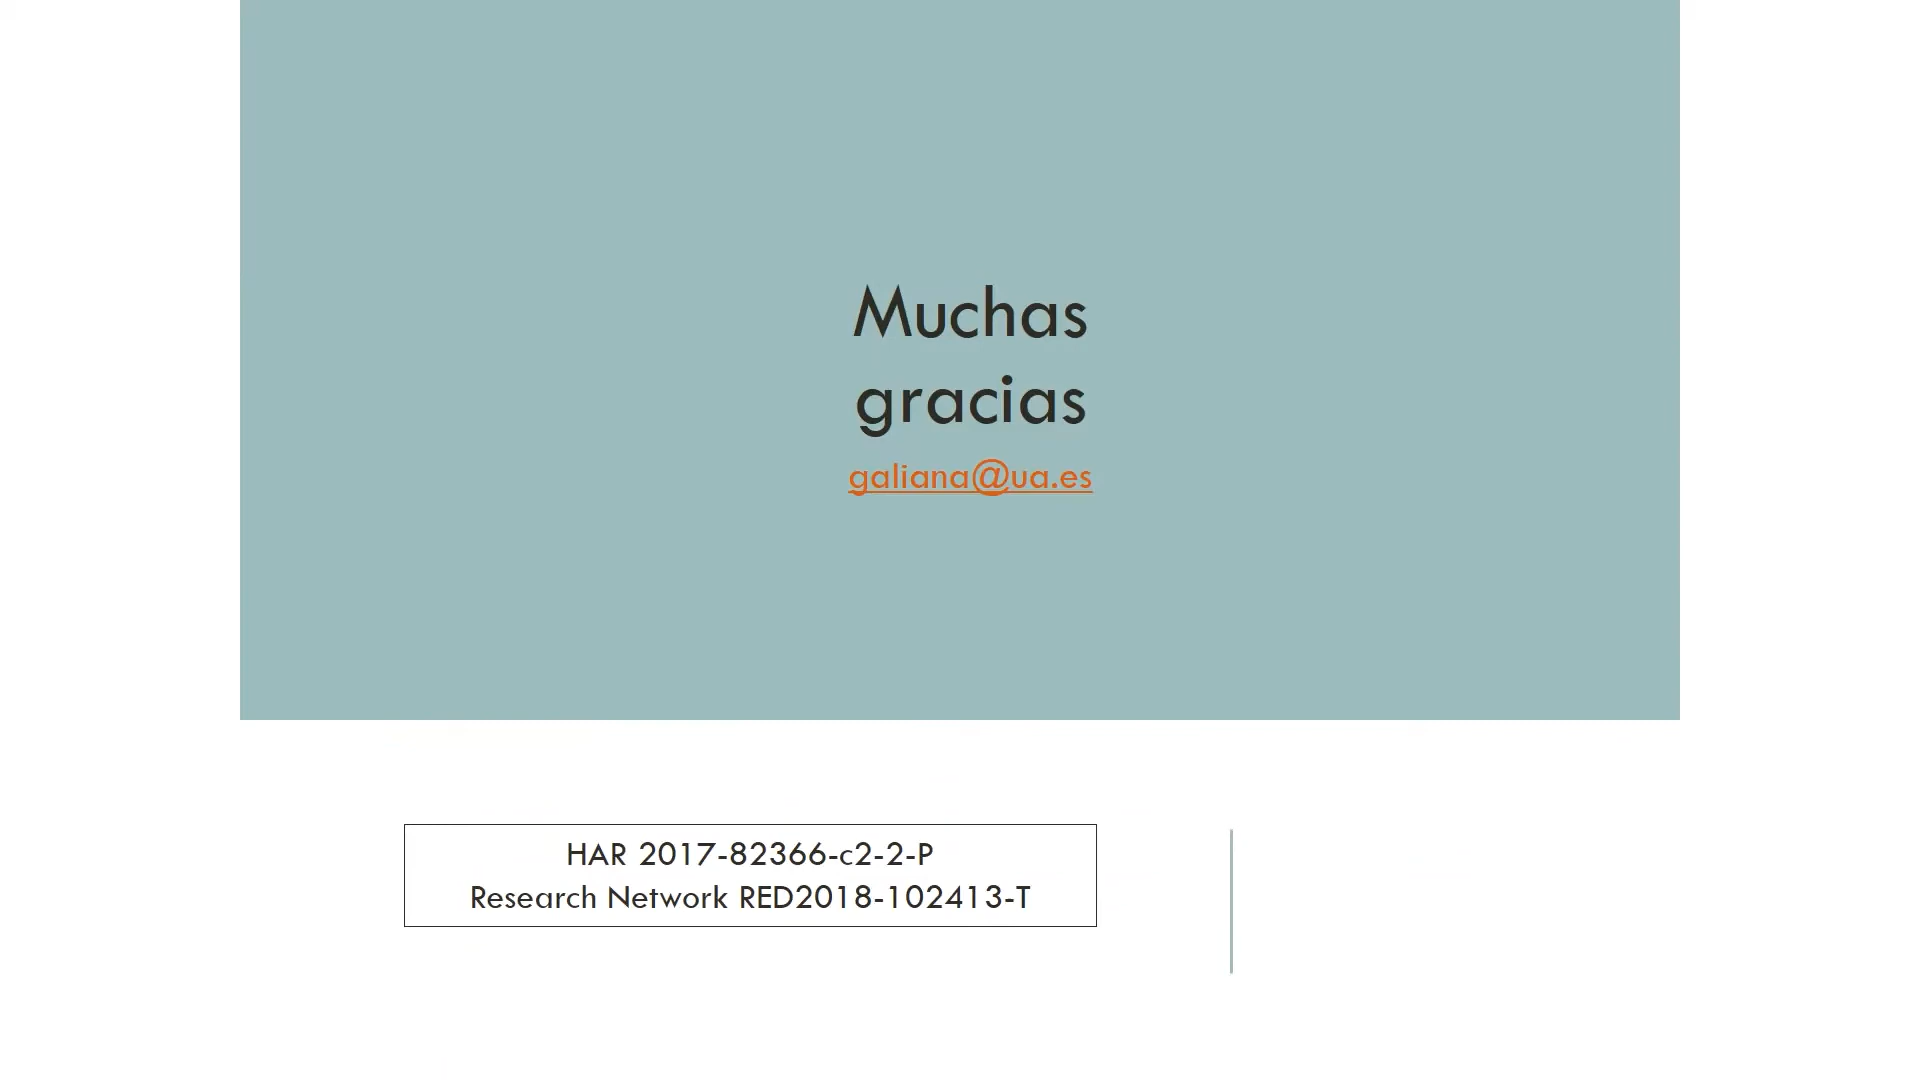 Muchas
gracias
galiana@ua.es
HAR 2017-82366-c2-2-P
Research Network RED2018-102413-T